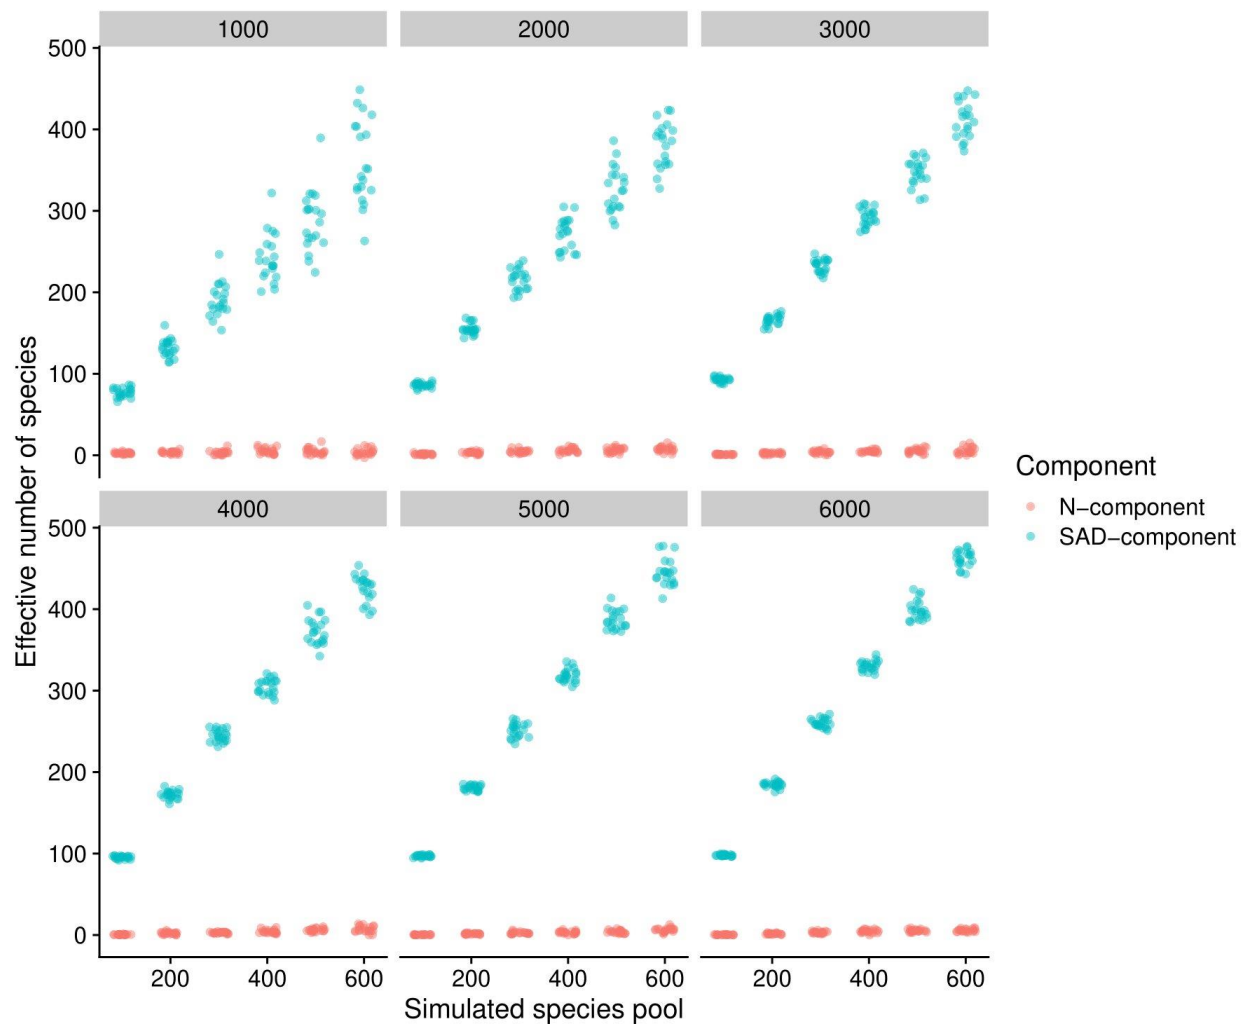 1000 2000 3000
500
400
300
200
100
0
4000 5000 6000
500
400
300
200
100
0
200 400 600 200 400 600 200 400 600
Simulated species pool
Effective number of species
Component
N−component
SAD−component